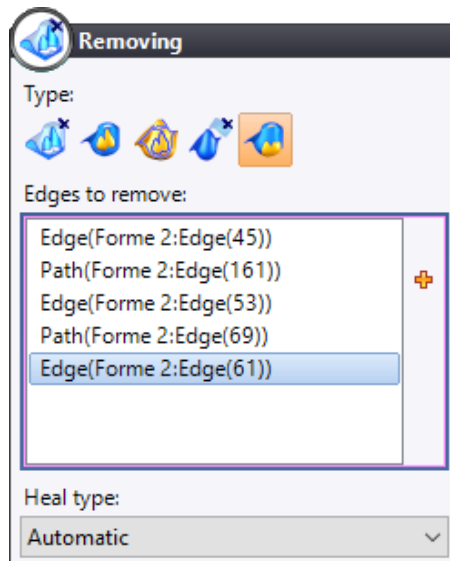 Removing
Type:
Edges to remove:
Edge(Forme 2:Edge(45))
Path(Forme 2:Edge(161))
Edge(Forme 2:Edge(53))
Path(Forme 2:Edge(69))
Edge(Forme 2:Edge(61))
Heal type:
Automatic